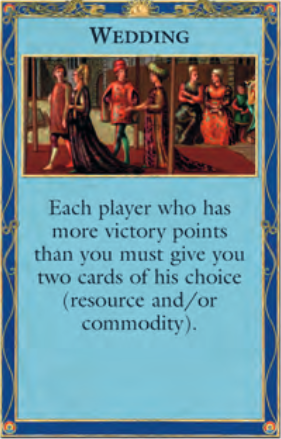 WEDDING
Each player who has
more victory points
than you must give you
two cards of his choice
(resource and/or
commodity).